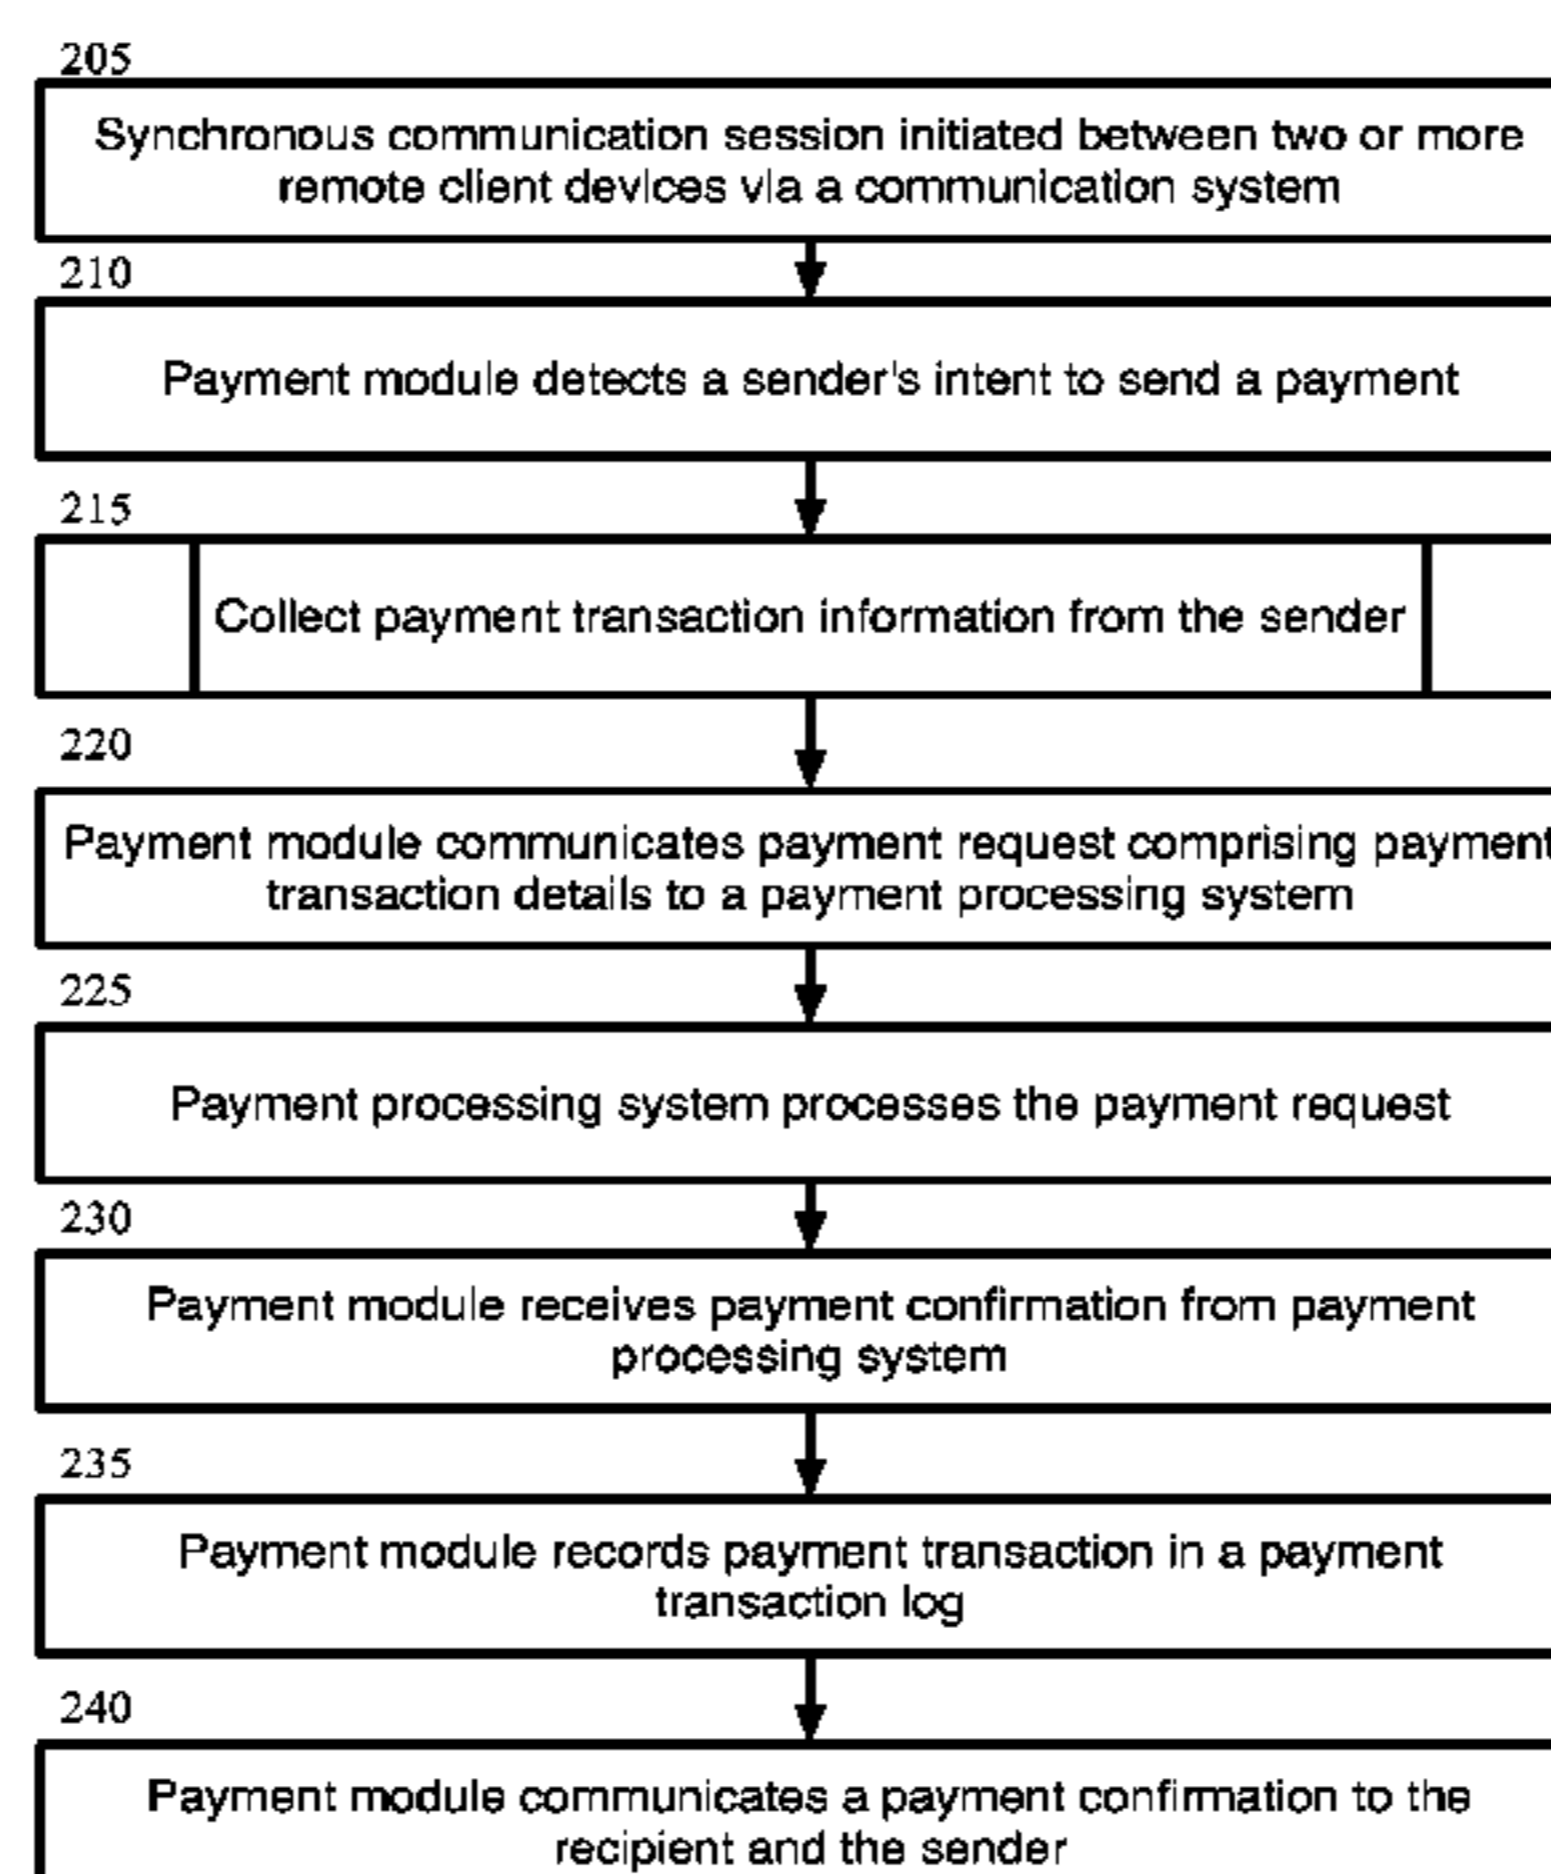 205
Synchronous communication session initiated between two or more
remote client devices via a communication system
210
Payment module detects a sender's intent to send a payment
215
Collect payment transaction information from the sender
220
Payment module communicates payment request comprising payment
transaction details to a payment processing system
225
Payment processing system processes the payment request
230
Payment module receives payment confirmation from payment
processing system
235
Payment module records payment transaction in a payment
transaction log
240
Payment module communicates a payment confirmation to the
recipient and the sender